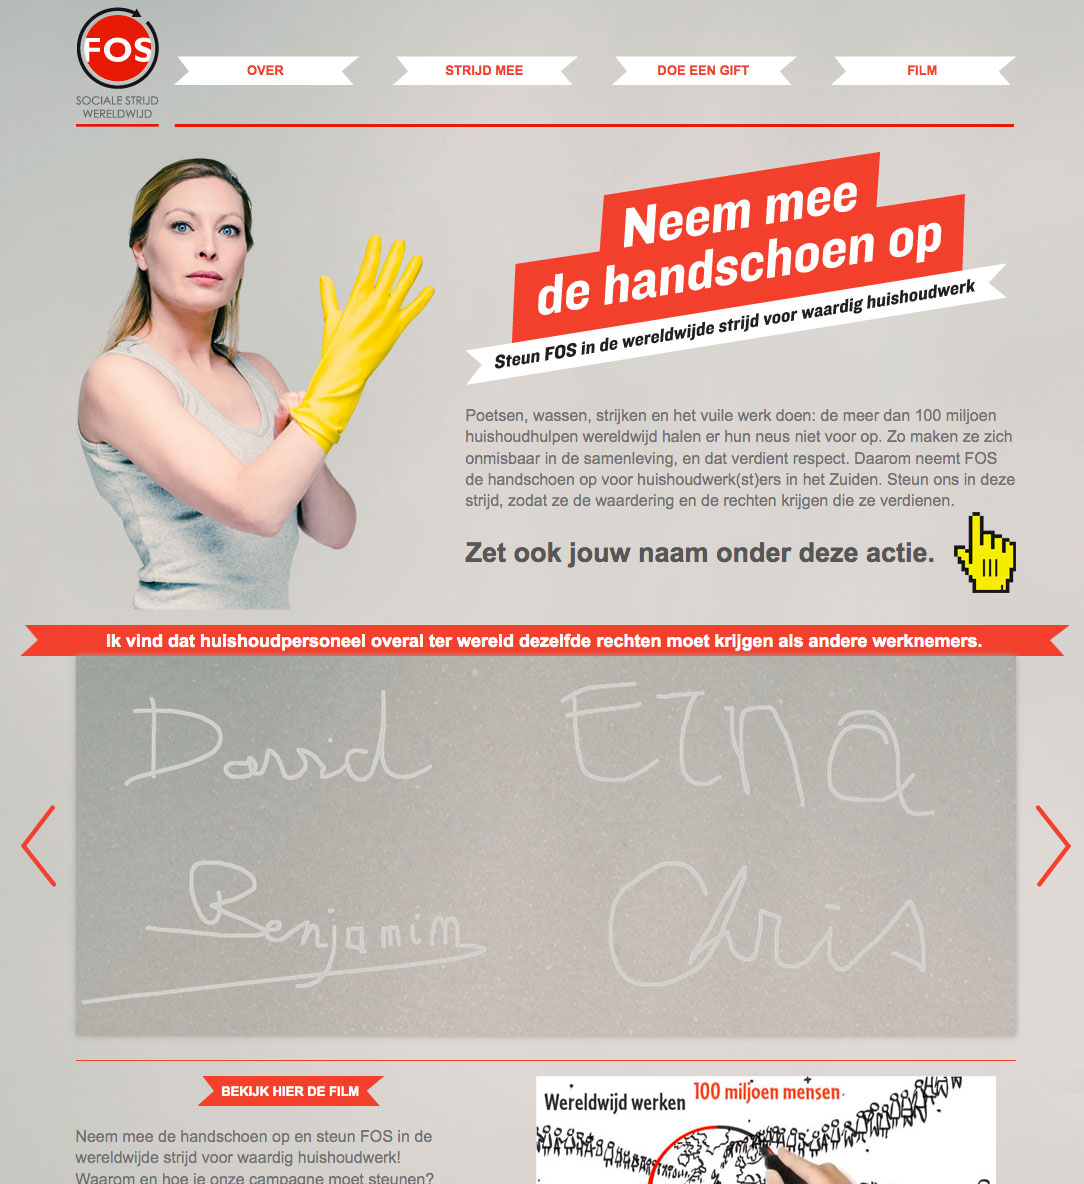 FOS
SOCIALE STRIJD
WERELDWIJD
OVER
STRIJD MEE
DOE EEN GIFT
FILM
Neem mee
de handschoen op
Steun FOS in de wereldwijde strijd voor waardig huishoudwerk
Poetsen, wassen, strijken en het vuile werk doen: de meer dan 100 miljoen
huishoudhulpen wereldwijd halen er hun neus niet voor op. Zo maken ze zich
onmisbaar in de samenleving, en dat verdient respect. Daarom neemt FOS
de handschoen op voor huishoudwerk(st)ers in het Zuiden. Steun ons in deze
strijd, zodat ze de waardering en de rechten krijgen die ze verdienen.
Zet ook jouw naam onder deze actie.
Ik vind dat huishoudpersoneel overal ter wereld dezelfde rechten moet krijgen als andere werknemers.
David
Benjamin
Chris
BEKIJK HIER DE FILM
Neem mee de handschoen op en steun FOS in de
wereldwijde strijd voor waardig huishoudwerk!
Waarom en hoe je onze campagne moet steunen?
Wereldwijd werken 100 miljoen mensen